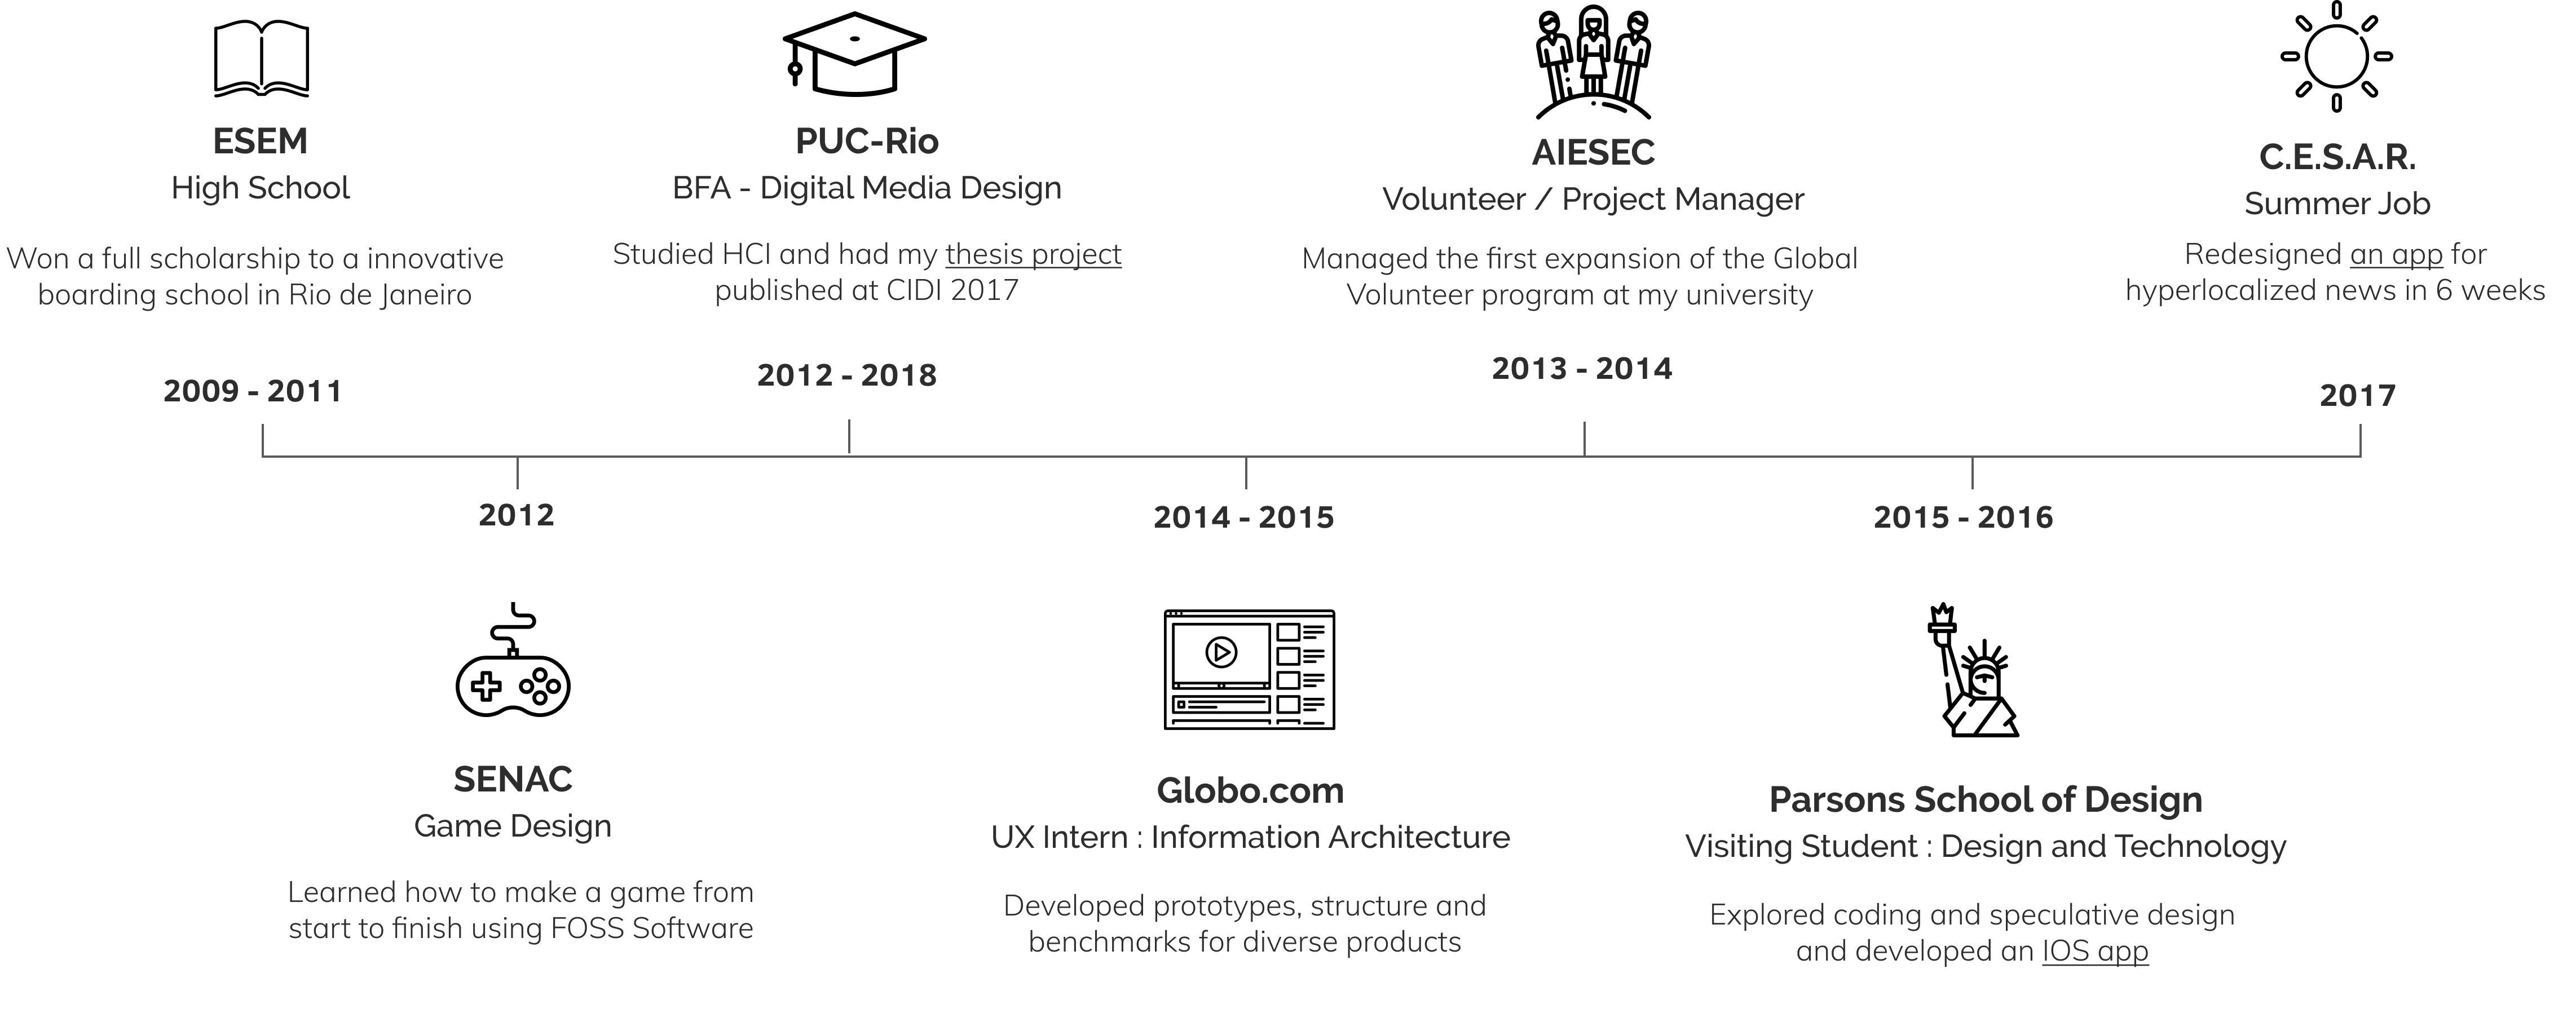 ESEM
High School
Won a full scholarship to a innovative
boarding school in Rio de Janeiro
2009 - 2011
PUC-Rio
BFA - Digital Media Design
Studied HCI and had my thesis project
published at CIDI 2017
2012 - 2018
AIESEC
Volunteer / Project Manager
Managed the first expansion of the Global
Volunteer program at my university
2013 - 2014
C.E.S.A.R.
Summer Job
Redesigned an app for
hyperlocalized news in 6 weeks
2017
2012
SENAC
Game Design
Learned how to make a game from
start to finish using FOSS Software
2014 - 2015
Globo.com
UX Intern : Information Architecture
Developed prototypes, structure and
benchmarks for diverse products
2015 - 2016
Parsons School of Design
Visiting Student : Design and Technology
Explored coding and speculative design
and developed an IOS app